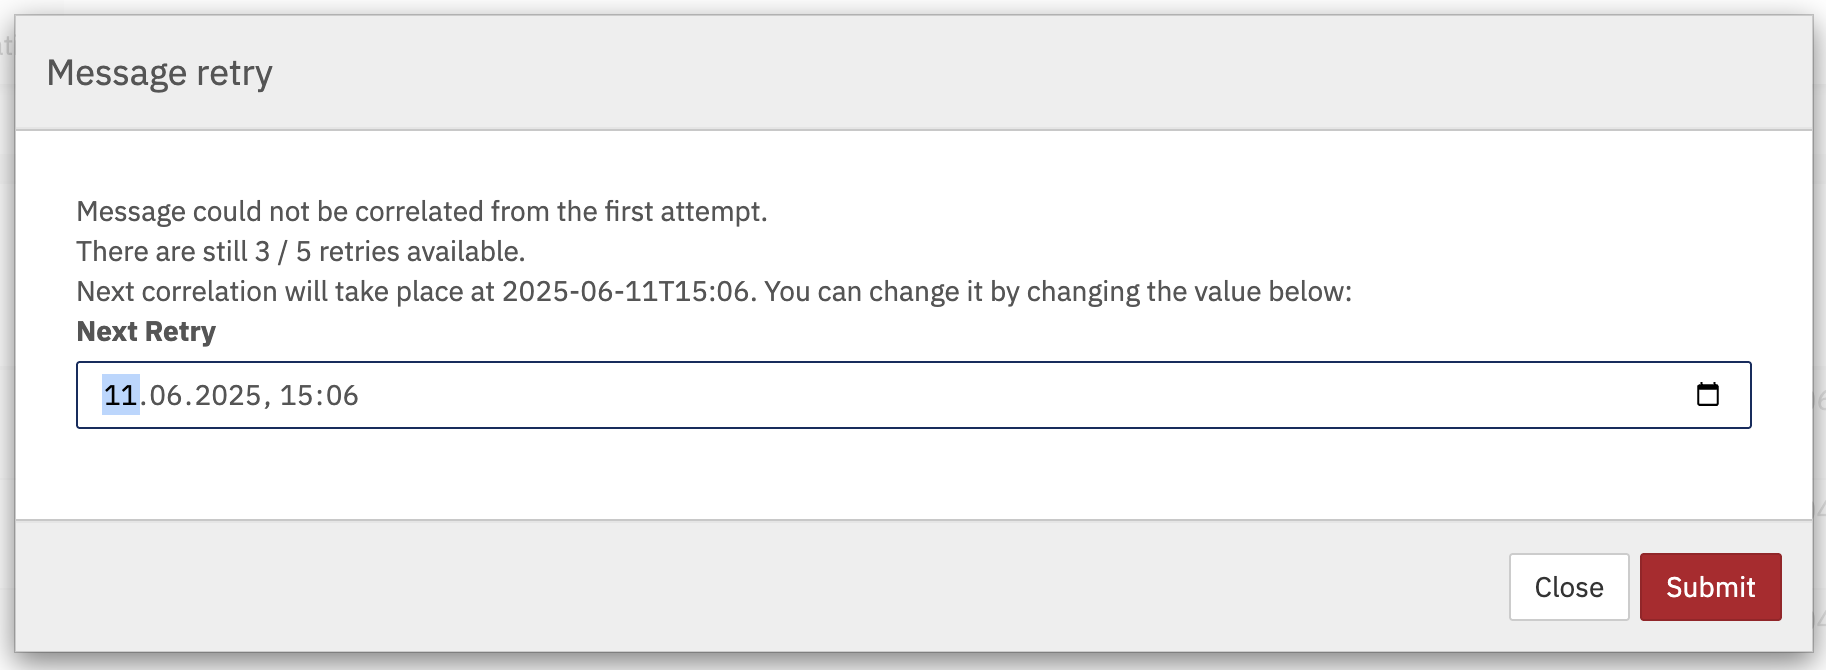 Message retry
Message could not be correlated from the first attempt.
There are still 3 / 5 retries available.
Next correlation will take place at 2025-06-11T15:06. You can change it by changing the value below:
Next Retry
11.06.2025, 15:06
Close
Submit